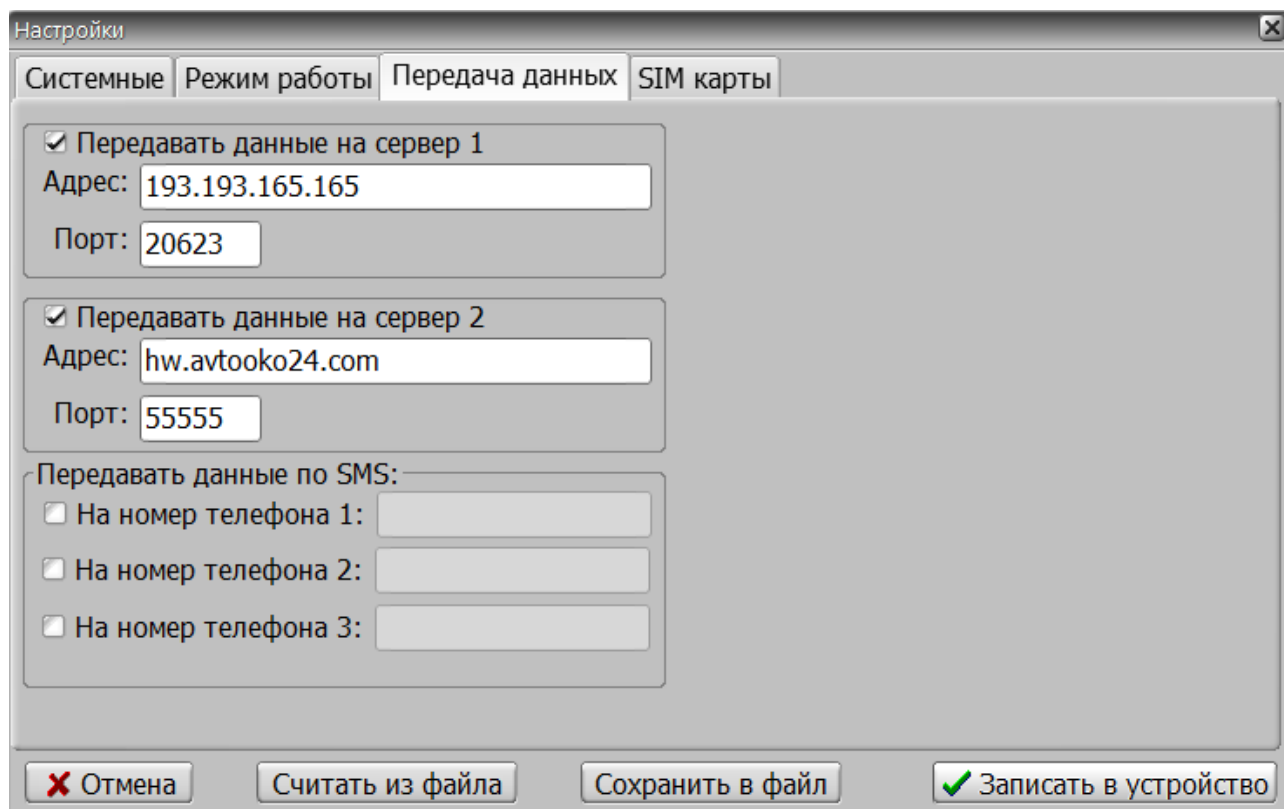 Настройки
Системные Режим работы Передача данных SIM карты
Передавать данные на сервер 1
Адрес: 193.193.165.165
Порт: 20623
Передавать данные на сервер 2
Адрес: hw.avtooko24.com
Порт: 55555
Передавать данные по SMS:
На номер телефона 1:
На номер телефона 2:
На номер телефона 3:
Отмена Считать из файла Сохранить в файл Записать в устройство